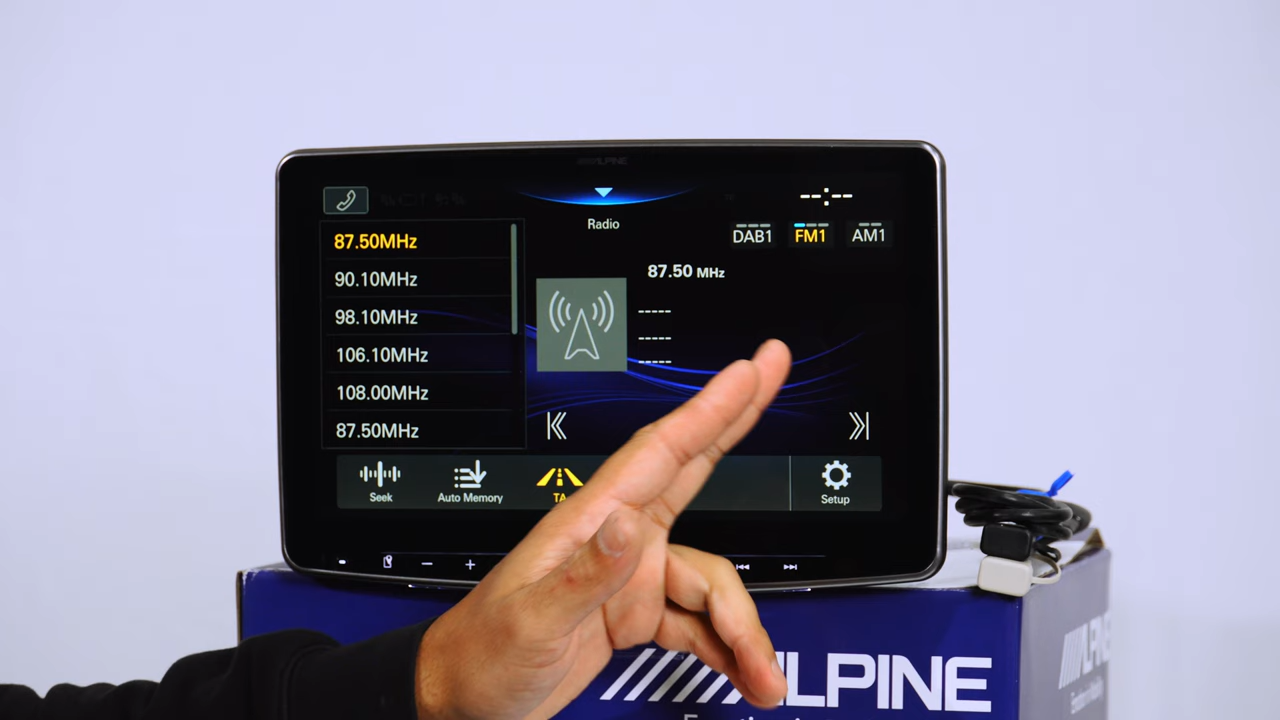 ALPINE
--:--
Radio
DAB1 FM1 AM1
87.50MHz
90.10MHz
98.10MHz
106.10MHz
108.00MHz
87.50MHz
87.50 MHz
-----
-----
-----
Seek
Auto Memory
TA
Setup
ALPINE